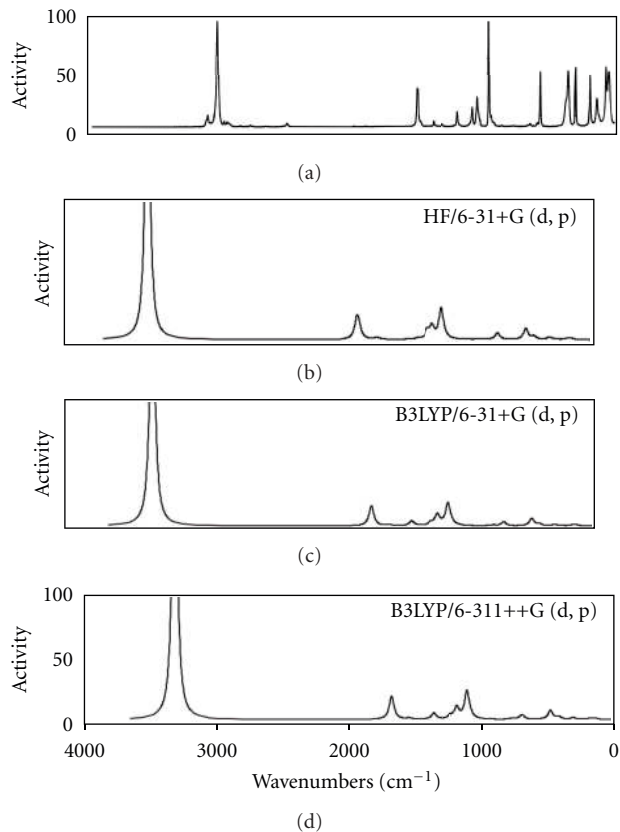 100
50
0
Activity
(a)
HF/6-31+G (d, p)
Activity
(b)
B3LYP/6-31+G (d, p)
Activity
(c)
B3LYP/6-311++G (d, p)
100
50
0
Activity
4000 3000 2000 1000 0
Wavenumbers (cm⁻¹)
(d)